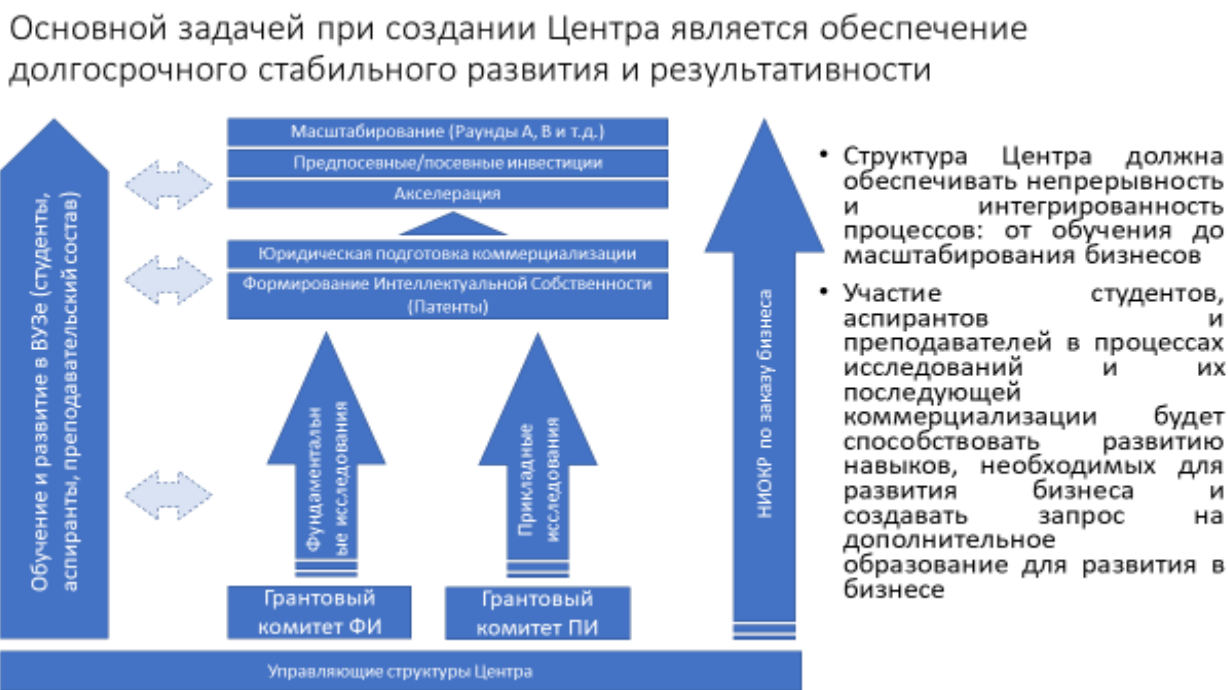 Основной задачей при создании Центра является обеспечение
долгосрочного стабильного развития и результативности
Обучение и развитие в ВУЗе (студенты,
аспиранты, преподавательский состав)
Масштабирование (Раунды А, В и т.д.)
Предпосевные/посевные инвестиции
Акселерация
Юридическая подготовка коммерциализации
Формирование Интеллектуальной Собственности
(Патенты)
Фундаментальн
ые исследования
Прикладные
исследования
Грантовый
комитет ФИ
Грантовый
комитет ПИ
НИОКР по заказу бизнеса
Управляющие структуры Центра
• Структура Центра должна
обеспечивать непрерывность
и интегрированность
процессов: от обучения до
масштабирования бизнесов
• Участие студентов,
аспирантов и
преподавателей в процессах
исследований и их
последующей
коммерциализации будет
способствовать развитию
навыков, необходимых для
развития бизнеса и
создавать запрос на
дополнительное
образование для развития в
бизнесе